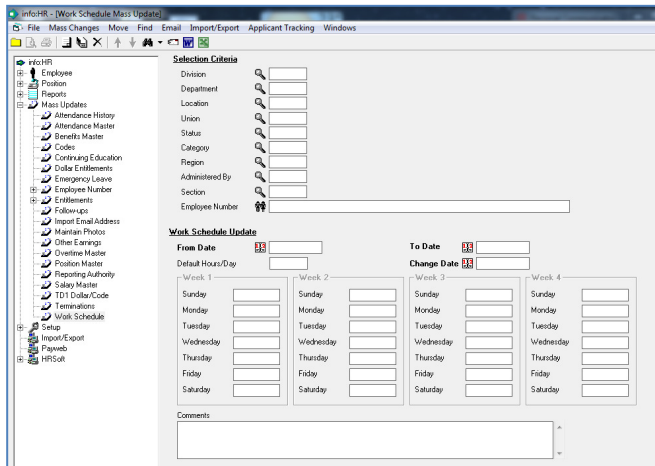 info:HR - [Work Schedule Mass Update]
File Mass Changes Move Find Email Import/Export Applicant Tracking Windows
info:HR
Employee
Position
Reports
Mass Updates
Attendance History
Attendance Master
Benefits Master
Codes
Continuing Education
Dollar Entitlements
Emergency Leave
Employee Number
Entitlements
Follow-ups
Import Email Address
Maintain Photos
Other Earnings
Overtime Master
Position Master
Reporting Authority
Salary Master
TD1 Dollar/Code
Terminations
Work Schedule
Setup
Import/Export
Payweb
HRSoft
Selection Criteria
Division
Department
Location
Union
Status
Category
Region
Administered By
Section
Employee Number
Work Schedule Update
From Date To Date
Default Hours/Day Change Date
Week 1 Week 2 Week 3 Week 4
Sunday Sunday Sunday Sunday
Monday Monday Monday Monday
Tuesday Tuesday Tuesday Tuesday
Wednesday Wednesday Wednesday Wednesday
Thursday Thursday Thursday Thursday
Friday Friday Friday Friday
Saturday Saturday Saturday Saturday
Comments